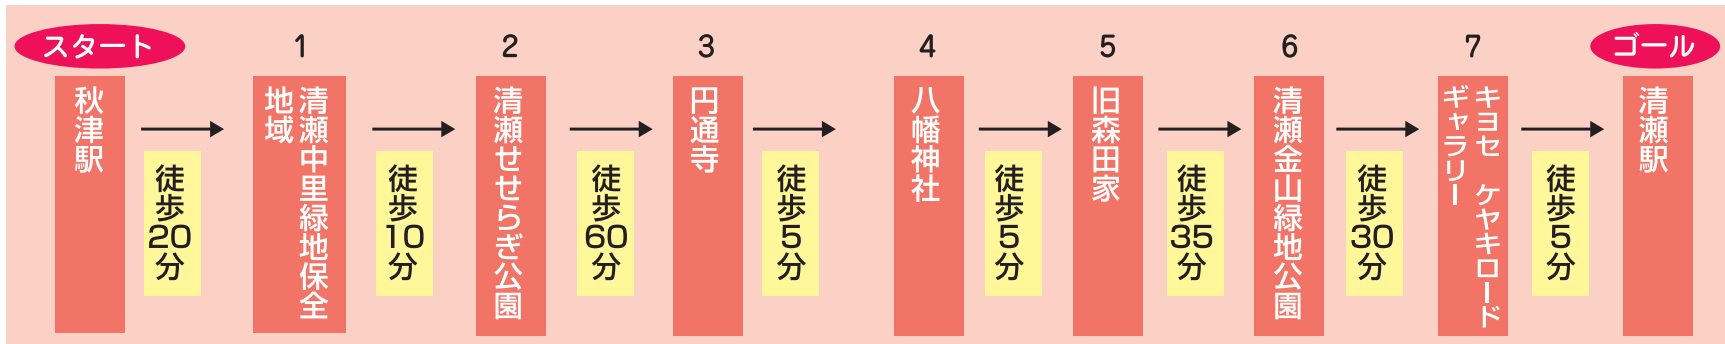 スタート
秋津駅
徒歩20分
1
清瀬中里緑地保全
地域
徒歩10分
2
清瀬せせらぎ公園
徒歩60分
3
円通寺
徒歩5分
4
八幡神社
徒歩5分
5
旧森田家
徒歩35分
6
清瀬金山緑地公園
徒歩30分
7
キヨセ ケヤキロード
ギャラリー
徒歩5分
ゴール
清瀬駅